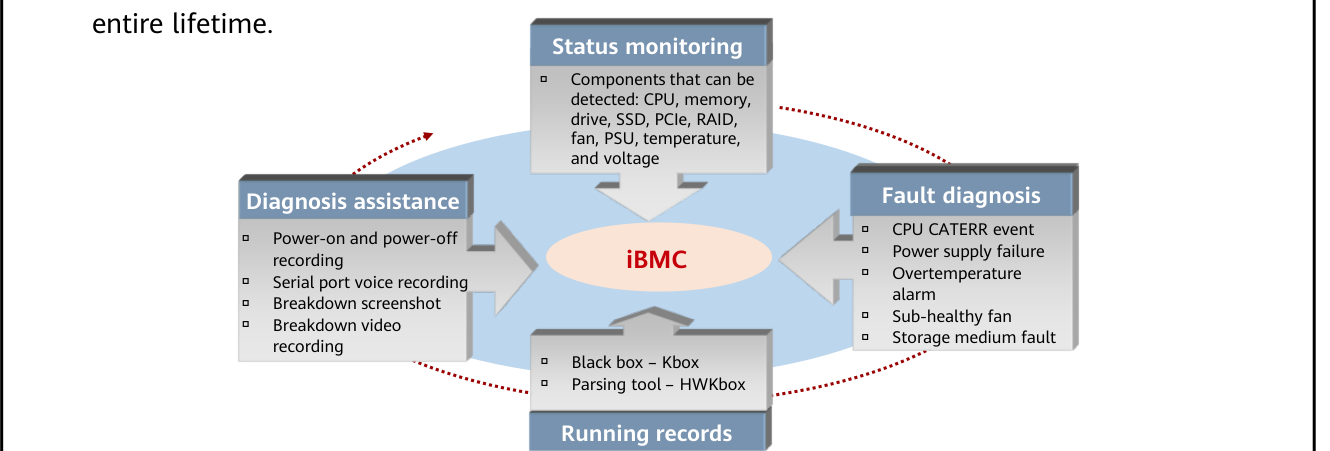 entire lifetime.
Status monitoring
▫ Components that can be
detected: CPU, memory,
drive, SSD, PCIe, RAID,
fan, PSU, temperature,
and voltage
Diagnosis assistance
▫ Power-on and power-off
recording
▫ Serial port voice recording
▫ Breakdown screenshot
▫ Breakdown video
recording
iBMC
Fault diagnosis
▫ CPU CATERR event
▫ Power supply failure
▫ Overtemperature
alarm
▫ Sub-healthy fan
▫ Storage medium fault
▫ Black box – Kbox
▫ Parsing tool – HWKbox
Running records